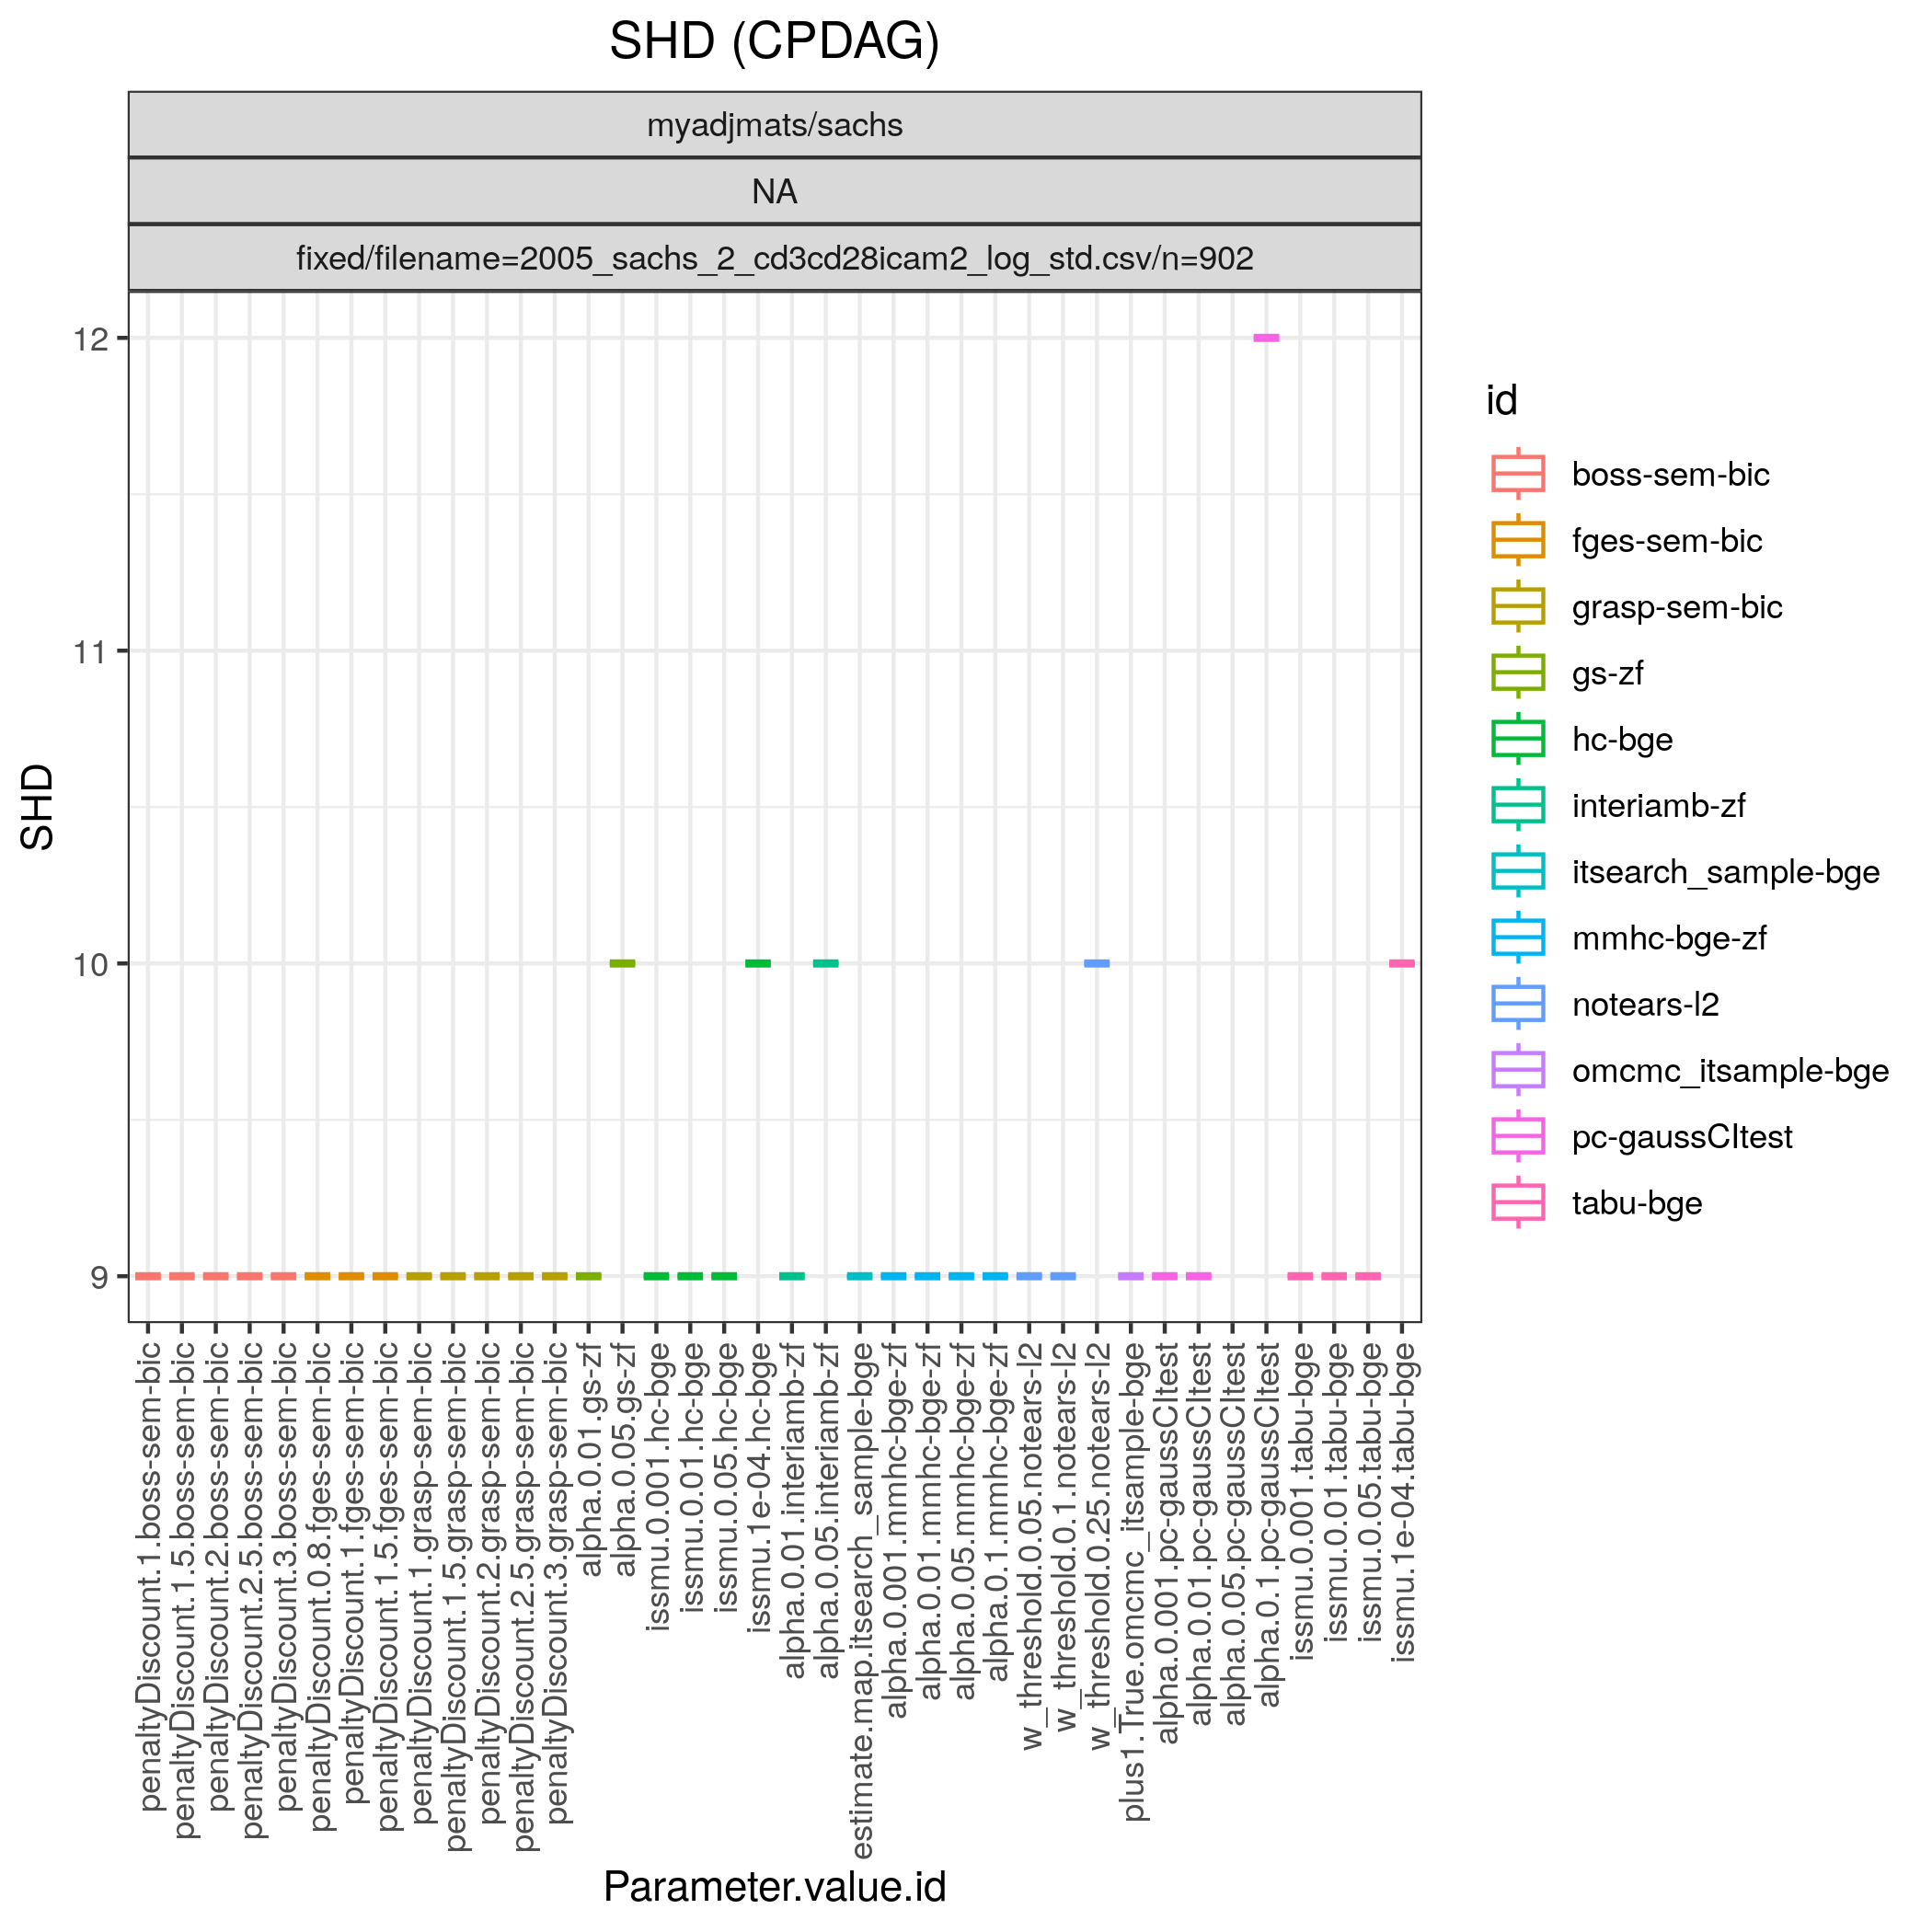 SHD (CPDAG)
myadjmats/sachs
NA
fixed/filename=2005_sachs_2_cd3cd28icam2_log_std.csv/n=902
12
11
10
9
SHD
penaltyDiscount.1.boss-sem-bic
penaltyDiscount.1.5.boss-sem-bic
penaltyDiscount.2.boss-sem-bic
penaltyDiscount.2.5.boss-sem-bic
penaltyDiscount.3.boss-sem-bic
penaltyDiscount.0.8.fges-sem-bic
penaltyDiscount.1.fges-sem-bic
penaltyDiscount.1.5.fges-sem-bic
penaltyDiscount.1.grasp-sem-bic
penaltyDiscount.1.5.grasp-sem-bic
penaltyDiscount.2.grasp-sem-bic
penaltyDiscount.2.5.grasp-sem-bic
penaltyDiscount.3.grasp-sem-bic
alpha.0.01.gs-zf
alpha.0.05.gs-zf
issmu.0.001.hc-bge
issmu.0.01.hc-bge
issmu.0.05.hc-bge
issmu.1e-04.hc-bge
alpha.0.01.interiamb-zf
alpha.0.05.interiamb-zf
estimate.map.itsearch_sample-bge
alpha.0.001.mmhc-bge-zf
alpha.0.01.mmhc-bge-zf
alpha.0.05.mmhc-bge-zf
alpha.0.1.mmhc-bge-zf
w_threshold.0.05.notears-l2
w_threshold.0.1.notears-l2
w_threshold.0.25.notears-l2
plus1.True.omcmc_itsample-bge
alpha.0.001.pc-gaussCItest
alpha.0.01.pc-gaussCItest
alpha.0.05.pc-gaussCItest
alpha.0.1.pc-gaussCItest
issmu.0.001.tabu-bge
issmu.0.01.tabu-bge
issmu.0.05.tabu-bge
issmu.1e-04.tabu-bge
Parameter.value.id
id
boss-sem-bic
fges-sem-bic
grasp-sem-bic
gs-zf
hc-bge
interiamb-zf
itsearch_sample-bge
mmhc-bge-zf
notears-l2
omcmc_itsample-bge
pc-gaussCItest
tabu-bge